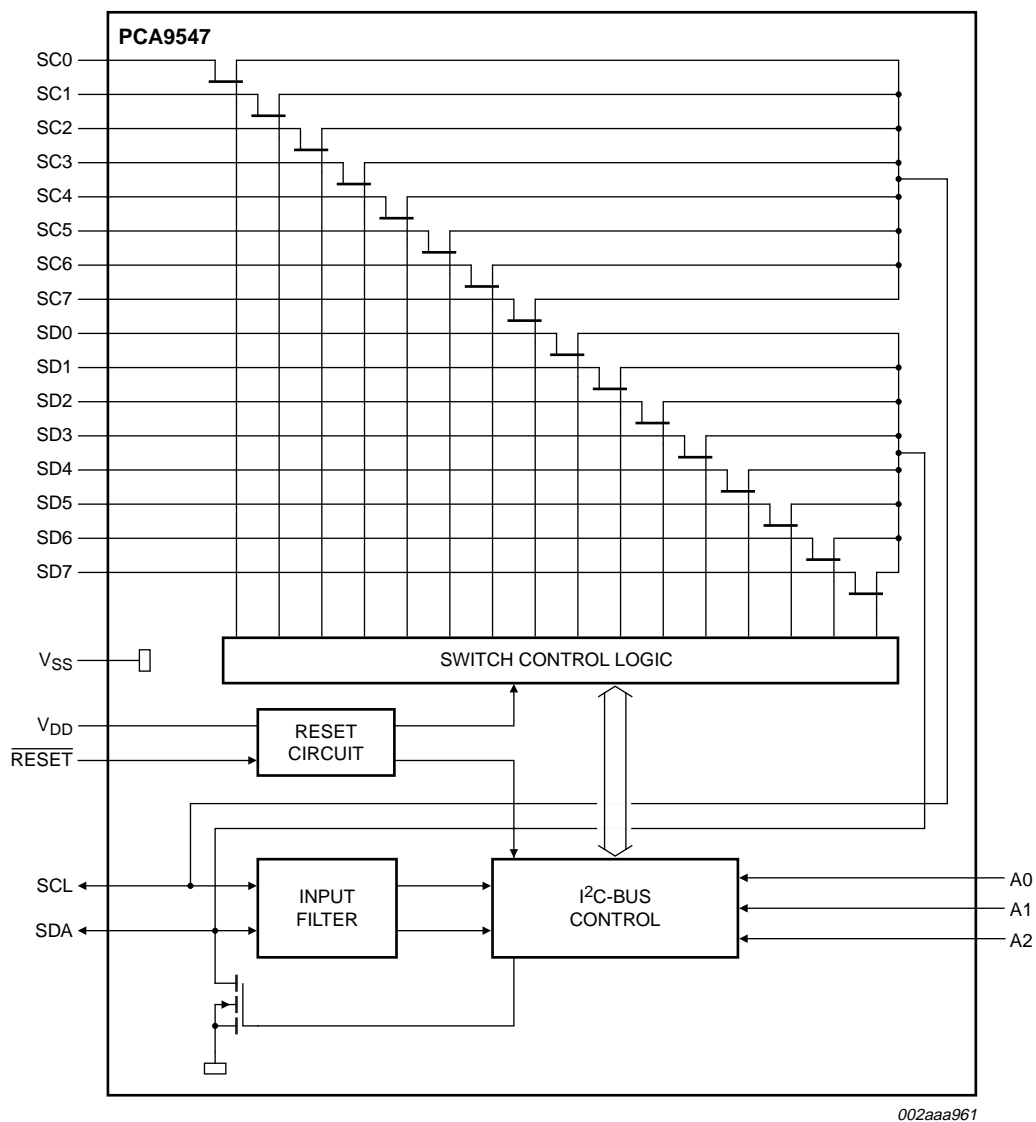 PCA9547
SC0
SC1
SC2
SC3
SC4
SC5
SC6
SC7
SD0
SD1
SD2
SD3
SD4
SD5
SD6
SD7
VSS
SWITCH CONTROL LOGIC
VDD
RESET
RESET
CIRCUIT
SCL
SDA
INPUT
FILTER
I2C-BUS
CONTROL
A0
A1
A2
002aaa961